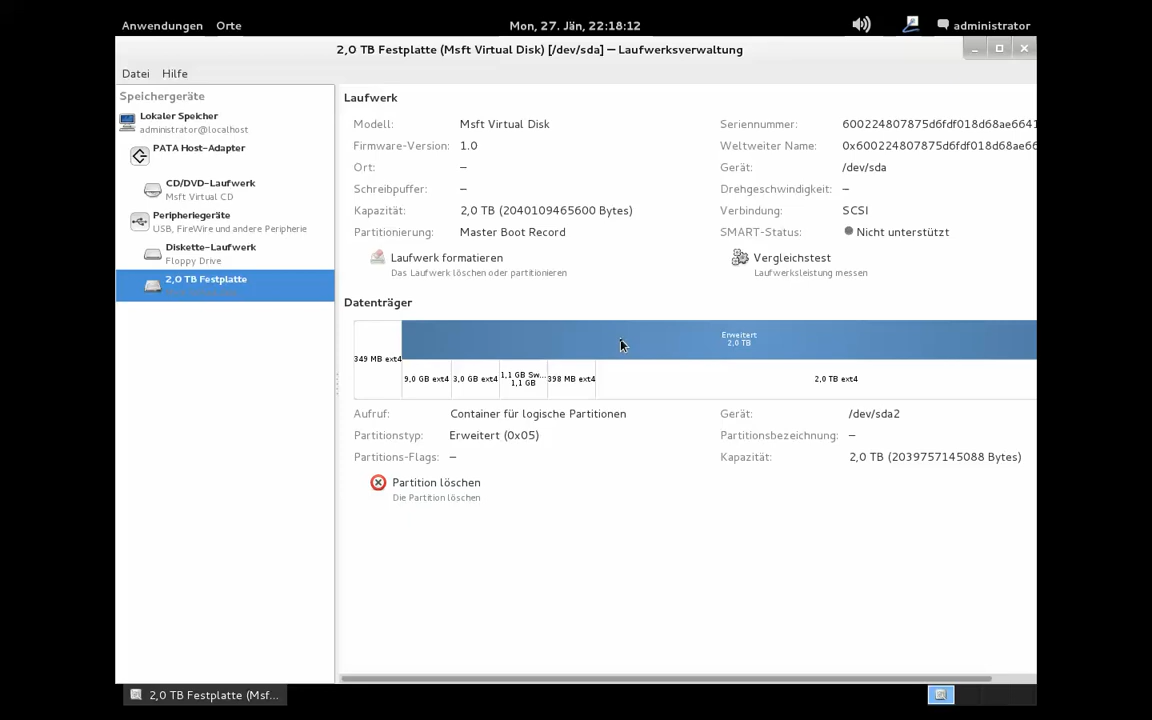 Anwendungen Orte Mon, 27. Jän, 22:18:12 administrator
2,0 TB Festplatte (Msft Virtual Disk) [/dev/sda] — Laufwerksverwaltung
Datei Hilfe
Speichergeräte
Lokaler Speicher
administrator@localhost
PATA Host-Adapter
CD/DVD-Laufwerk
Msft Virtual CD
Peripheriegeräte
USB, FireWire und andere Peripherie
Diskette-Laufwerk
Floppy Drive
2,0 TB Festplatte
Laufwerk
Modell: Msft Virtual Disk Seriennummer: 600224807875d6fdf018d68ae6641
Firmware-Version: 1.0 Weltweiter Name: 0x600224807875d6fdf018d68ae66
Ort: — Gerät: /dev/sda
Schreibpuffer: — Drehgeschwindigkeit: —
Kapazität: 2,0 TB (2040109465600 Bytes) Verbindung: SCSI
Partitionierung: Master Boot Record SMART-Status: Nicht unterstützt
Laufwerk formatieren Vergleichstest
Das Laufwerk löschen oder partitionieren Laufwerksleistung messen
Datenträger
Erweitert
2,0 TB
349 MB ext4
9,0 GB ext4 3,0 GB ext4 1,1 GB Sw... 398 MB ext4 2,0 TB ext4
1,1 GB
Aufruf: Container für logische Partitionen Gerät: /dev/sda2
Partitionstyp: Erweitert (0x05) Partitionsbezeichnung: —
Partitions-Flags: — Kapazität: 2,0 TB (2039757145088 Bytes)
Partition löschen
Die Partition löschen
2,0 TB Festplatte (Msf...